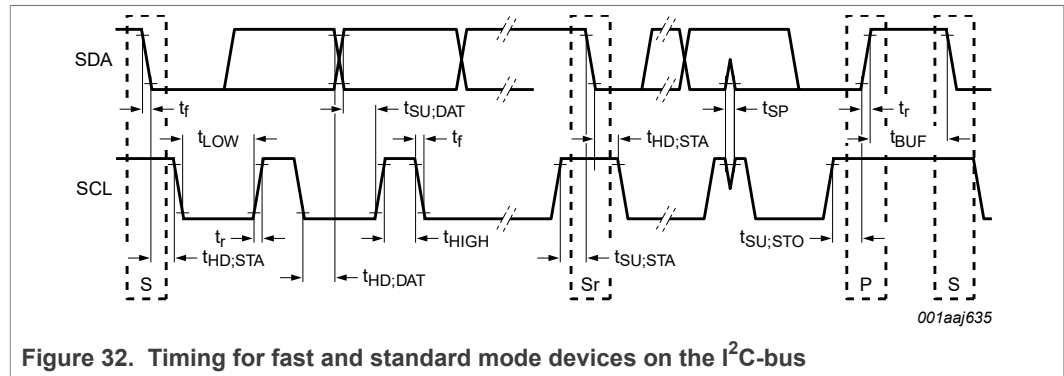 SDA
t_f
t_SU;DAT
t_SP
t_r
t_LOW
t_f
t_HD;STA
t_BUF
SCL
t_r
t_HIGH
t_SU;STO
t_HD;STA
t_SU;STA
t_HD;DAT
S
Sr
P
S
001aaj635
Figure 32. Timing for fast and standard mode devices on the I²C-bus